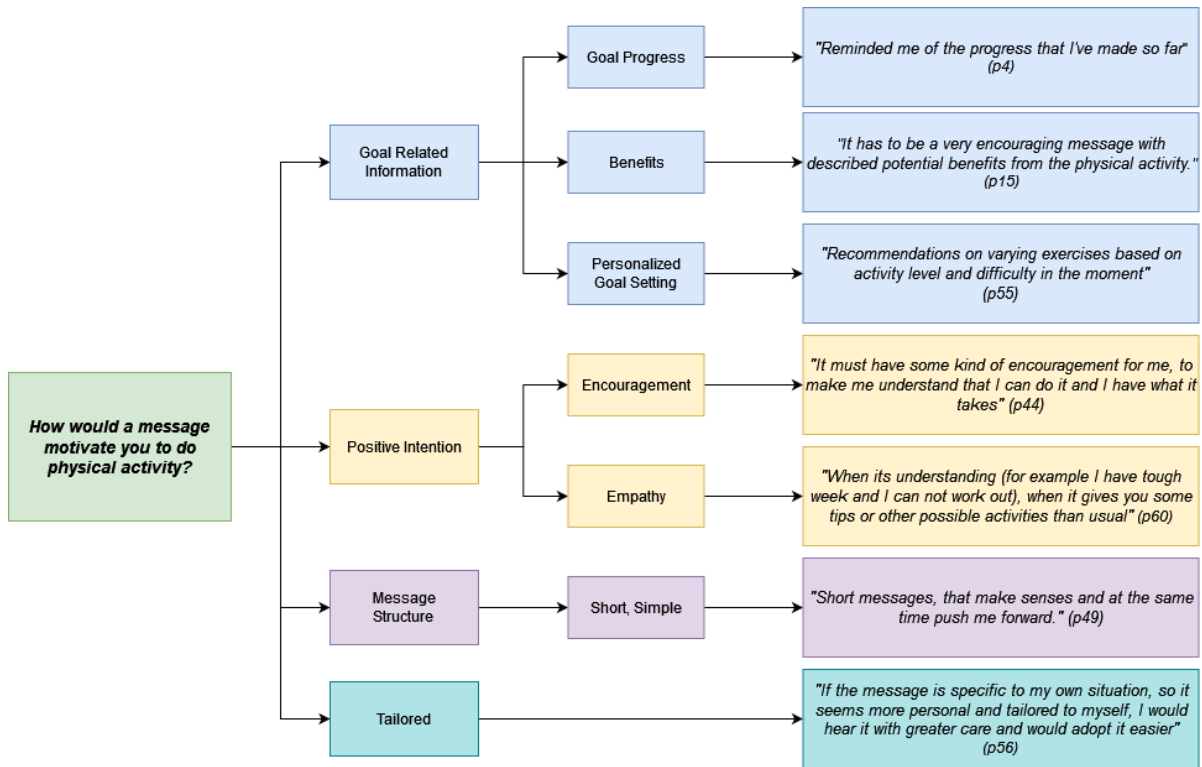 Goal Progress
"Reminded me of the progress that I've made so far"
(p4)
Goal Related
Information
Benefits
"It has to be a very encouraging message with
described potential benefits from the physical activity."
(p15)
Personalized
Goal Setting
"Recommendations on varying exercises based on
activity level and difficulty in the moment"
(p55)
How would a message
motivate you to do
physical activity?
Positive Intention
Encouragement
"It must have some kind of encouragement for me, to
make me understand that I can do it and I have what it
takes" (p44)
Empathy
"When its understanding (for example I have tough
week and I can not work out), when it gives you some
tips or other possible activities than usual" (p60)
Message
Structure
Short, Simple
"Short messages, that make senses and at the same
time push me forward." (p49)
Tailored
"If the message is specific to my own situation, so it
seems more personal and tailored to myself, I would
hear it with greater care and would adopt it easier"
(p56)